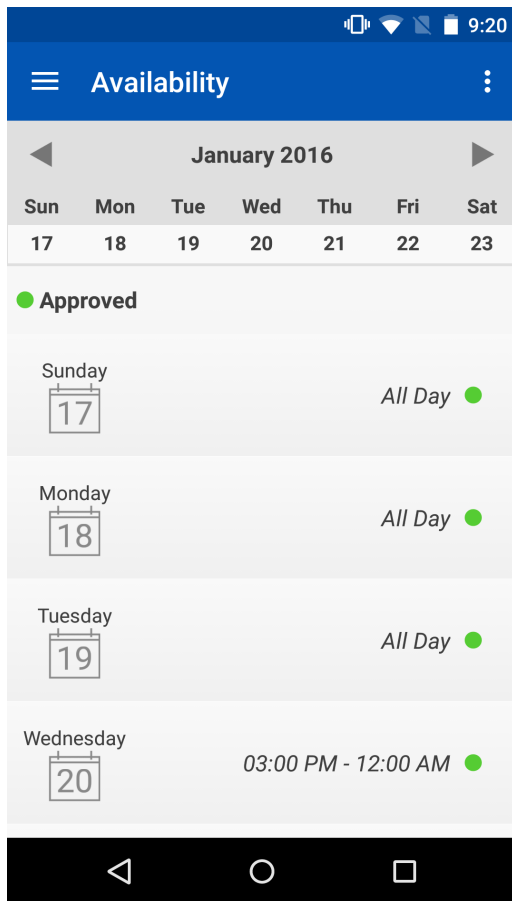 9:20
Availability
January 2016
Sun Mon Tue Wed Thu Fri Sat
17 18 19 20 21 22 23
Approved
Sunday
17
All Day
Monday
18
All Day
Tuesday
19
All Day
Wednesday
20
03:00 PM - 12:00 AM